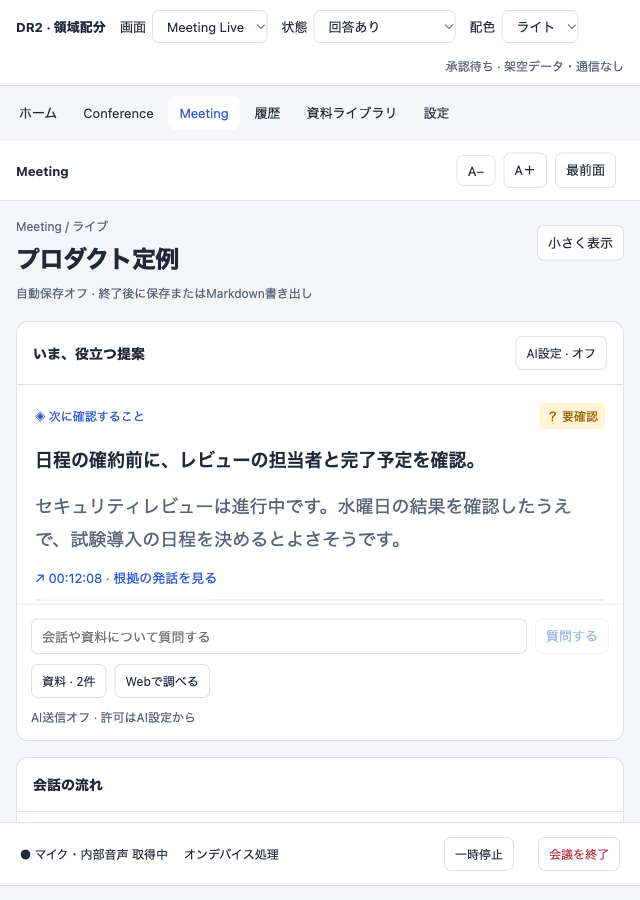 DR2 · 領域配分 画面 Meeting Live 状態 回答あり 配色 ライト
承認待ち · 架空データ・通信なし
ホーム Conference Meeting 履歴 資料ライブラリ 設定
Meeting A− A＋ 最前面
Meeting / ライブ
プロダクト定例 小さく表示
自動保存オフ · 終了後に保存またはMarkdown書き出し
いま、役立つ提案 AI設定 · オフ
◈ 次に確認すること ? 要確認
日程の確約前に、レビューの担当者と完了予定を確認。
セキュリティレビューは進行中です。水曜日の結果を確認したうえ
で、試験導入の日程を決めるとよさそうです。
↗ 00:12:08 · 根拠の発話を見る
会話や資料について質問する 質問する
資料 · 2件 Webで調べる
AI送信オフ · 許可はAI設定から
会話の流れ
● マイク・内部音声 取得中 オンデバイス処理 一時停止 会議を終了